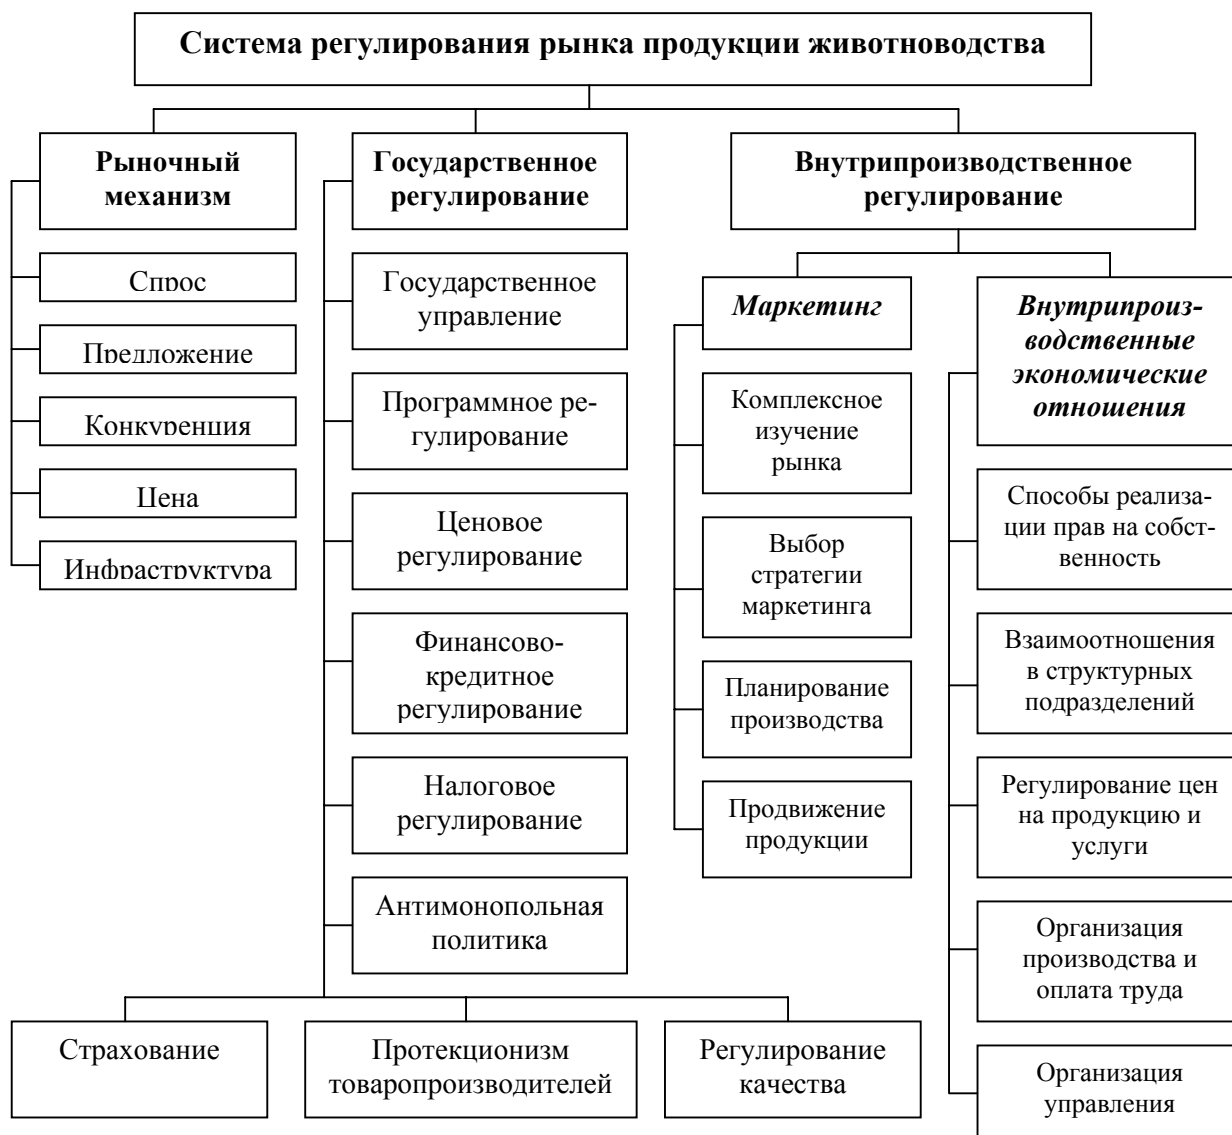 Система регулирования рынка продукции животноводства
Рыночный
механизм
Спрос
Предложение
Конкуренция
Цена
Инфраструктура
Государственное
регулирование
Государственное
управление
Программное ре-
гулирование
Ценовое
регулирование
Финансово-
кредитное
регулирование
Налоговое
регулирование
Антимонопольная
политика
Страхование
Протекционизм
товаропроизводителей
Регулирование
качества
Внутрипроизводственное
регулирование
Маркетинг
Комплексное
изучение
рынка
Выбор
стратегии
маркетинга
Планирование
производства
Продвижение
продукции
Внутрипроиз-
водственные
экономические
отношения
Способы реализа-
ции прав на собст-
венность
Взаимоотношения
в структурных
подразделений
Регулирование цен
на продукцию и
услуги
Организация
производства и
оплата труда
Организация
управления